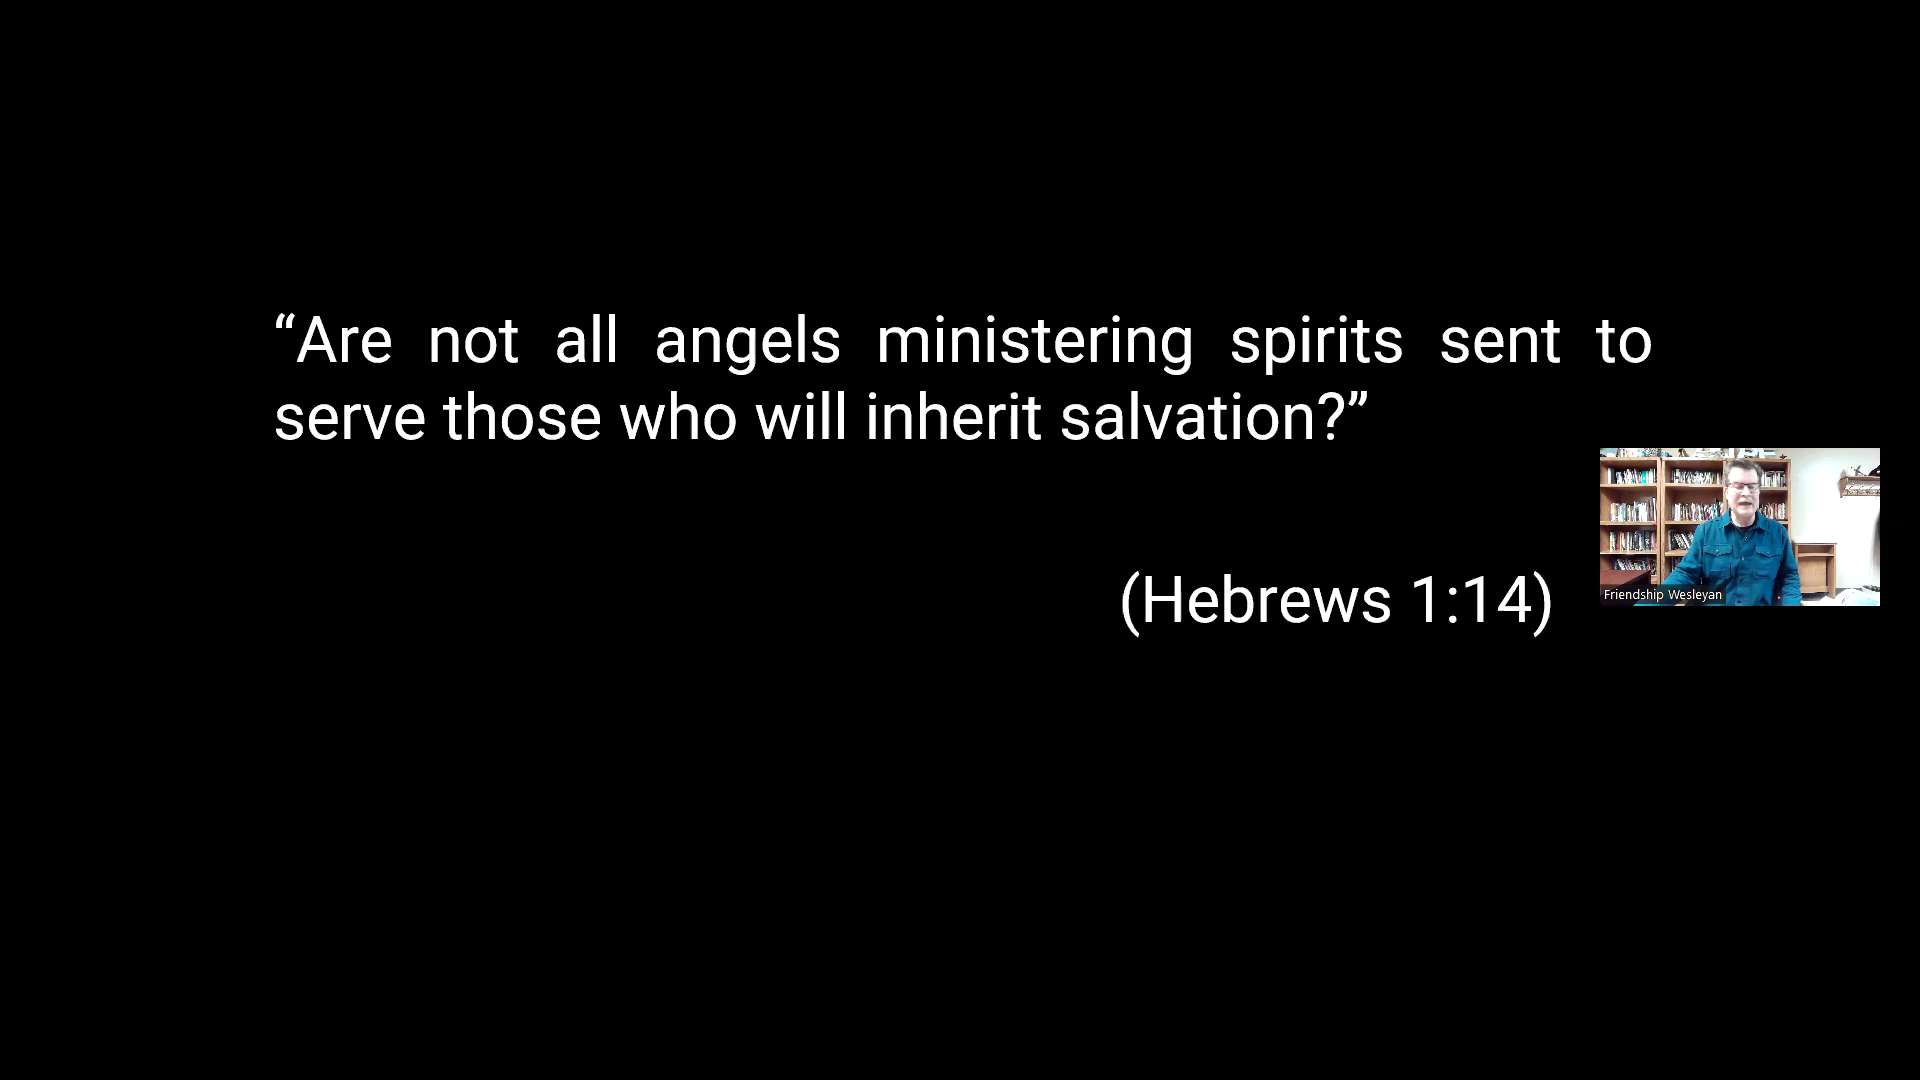 “Are not all angels ministering spirits sent to
serve those who will inherit salvation?”
(Hebrews 1:14)
Friendship Wesleyan